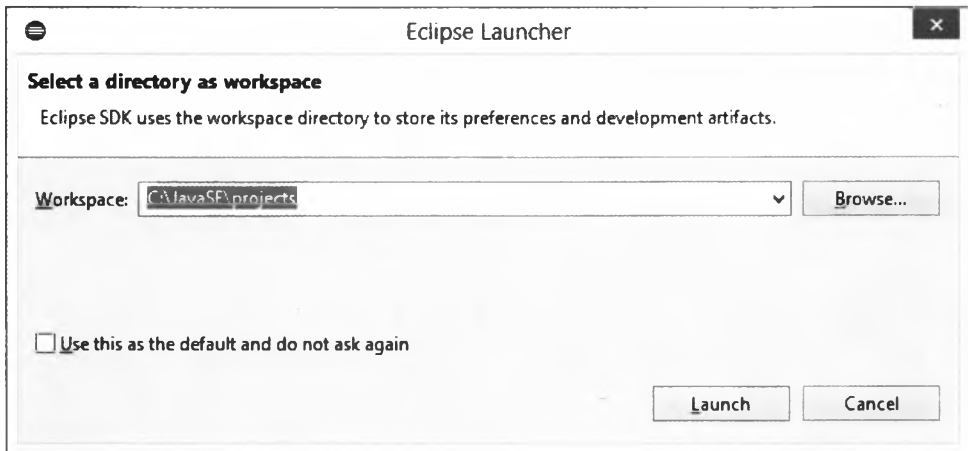 Eclipse Launcher
Select a directory as workspace
Eclipse SDK uses the workspace directory to store its preferences and development artifacts.
Workspace: C:\JavaSE\projects Browse...
Use this as the default and do not ask again
Launch Cancel